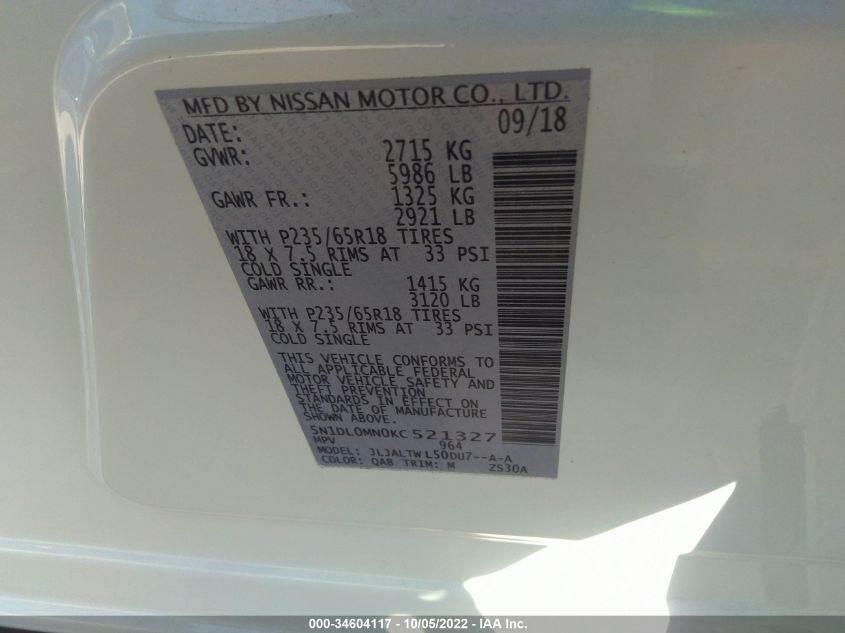 MFD BY NISSAN MOTOR CO., LTD.
DATE: 09/18
GVWR: 2715 KG
5986 LB
GAWR FR.: 1325 KG
2921 LB
WITH P235/65R18 TIRES
18 X 7.5 RIMS AT 33 PSI
COLD SINGLE
GAWR RR.: 1415 KG
3120 LB
WITH P235/65R18 TIRES
18 X 7.5 RIMS AT 33 PSI
COLD SINGLE
THIS VEHICLE CONFORMS TO
ALL APPLICABLE FEDERAL
MOTOR VEHICLE SAFETY AND
THEFT PREVENTION
STANDARDS IN EFFECT ON
THE DATE OF MANUFACTURE
SHOWN ABOVE.
5N1DL0MN0KC521327
MPV 964
MODEL: JLJALTWL50DU7--A-A
COLOR: QAB TRIM: M ZS30A
000-34604117 - 10/05/2022 - IAA Inc.